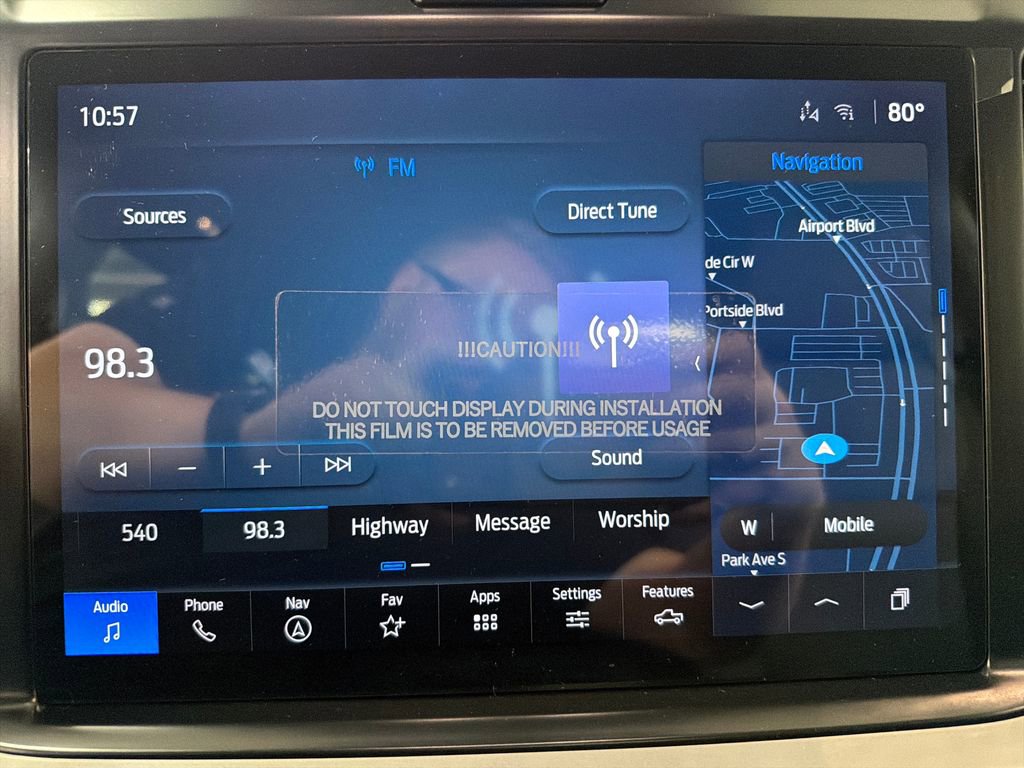 10:57
80°
FM
Navigation
Sources
Direct Tune
Airport Blvd
de Cir W
Portside Blvd
98.3
!!!CAUTION!!!
DO NOT TOUCH DISPLAY DURING INSTALLATION
THIS FILM IS TO BE REMOVED BEFORE USAGE
Sound
540
98.3
Highway
Message
Worship
W
Mobile
Park Ave S
Audio
Phone
Nav
Fav
Apps
Settings
Features